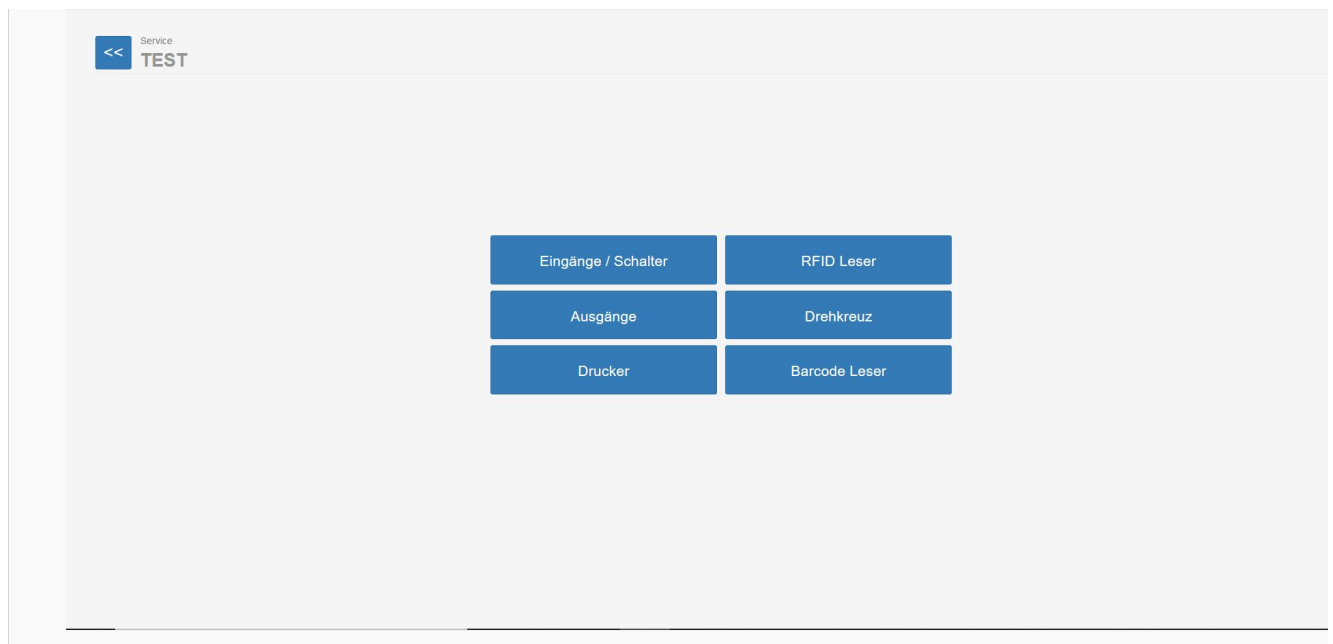 <<
Service
TEST
Eingänge / Schalter
RFID Leser
Ausgänge
Drehkreuz
Drucker
Barcode Leser